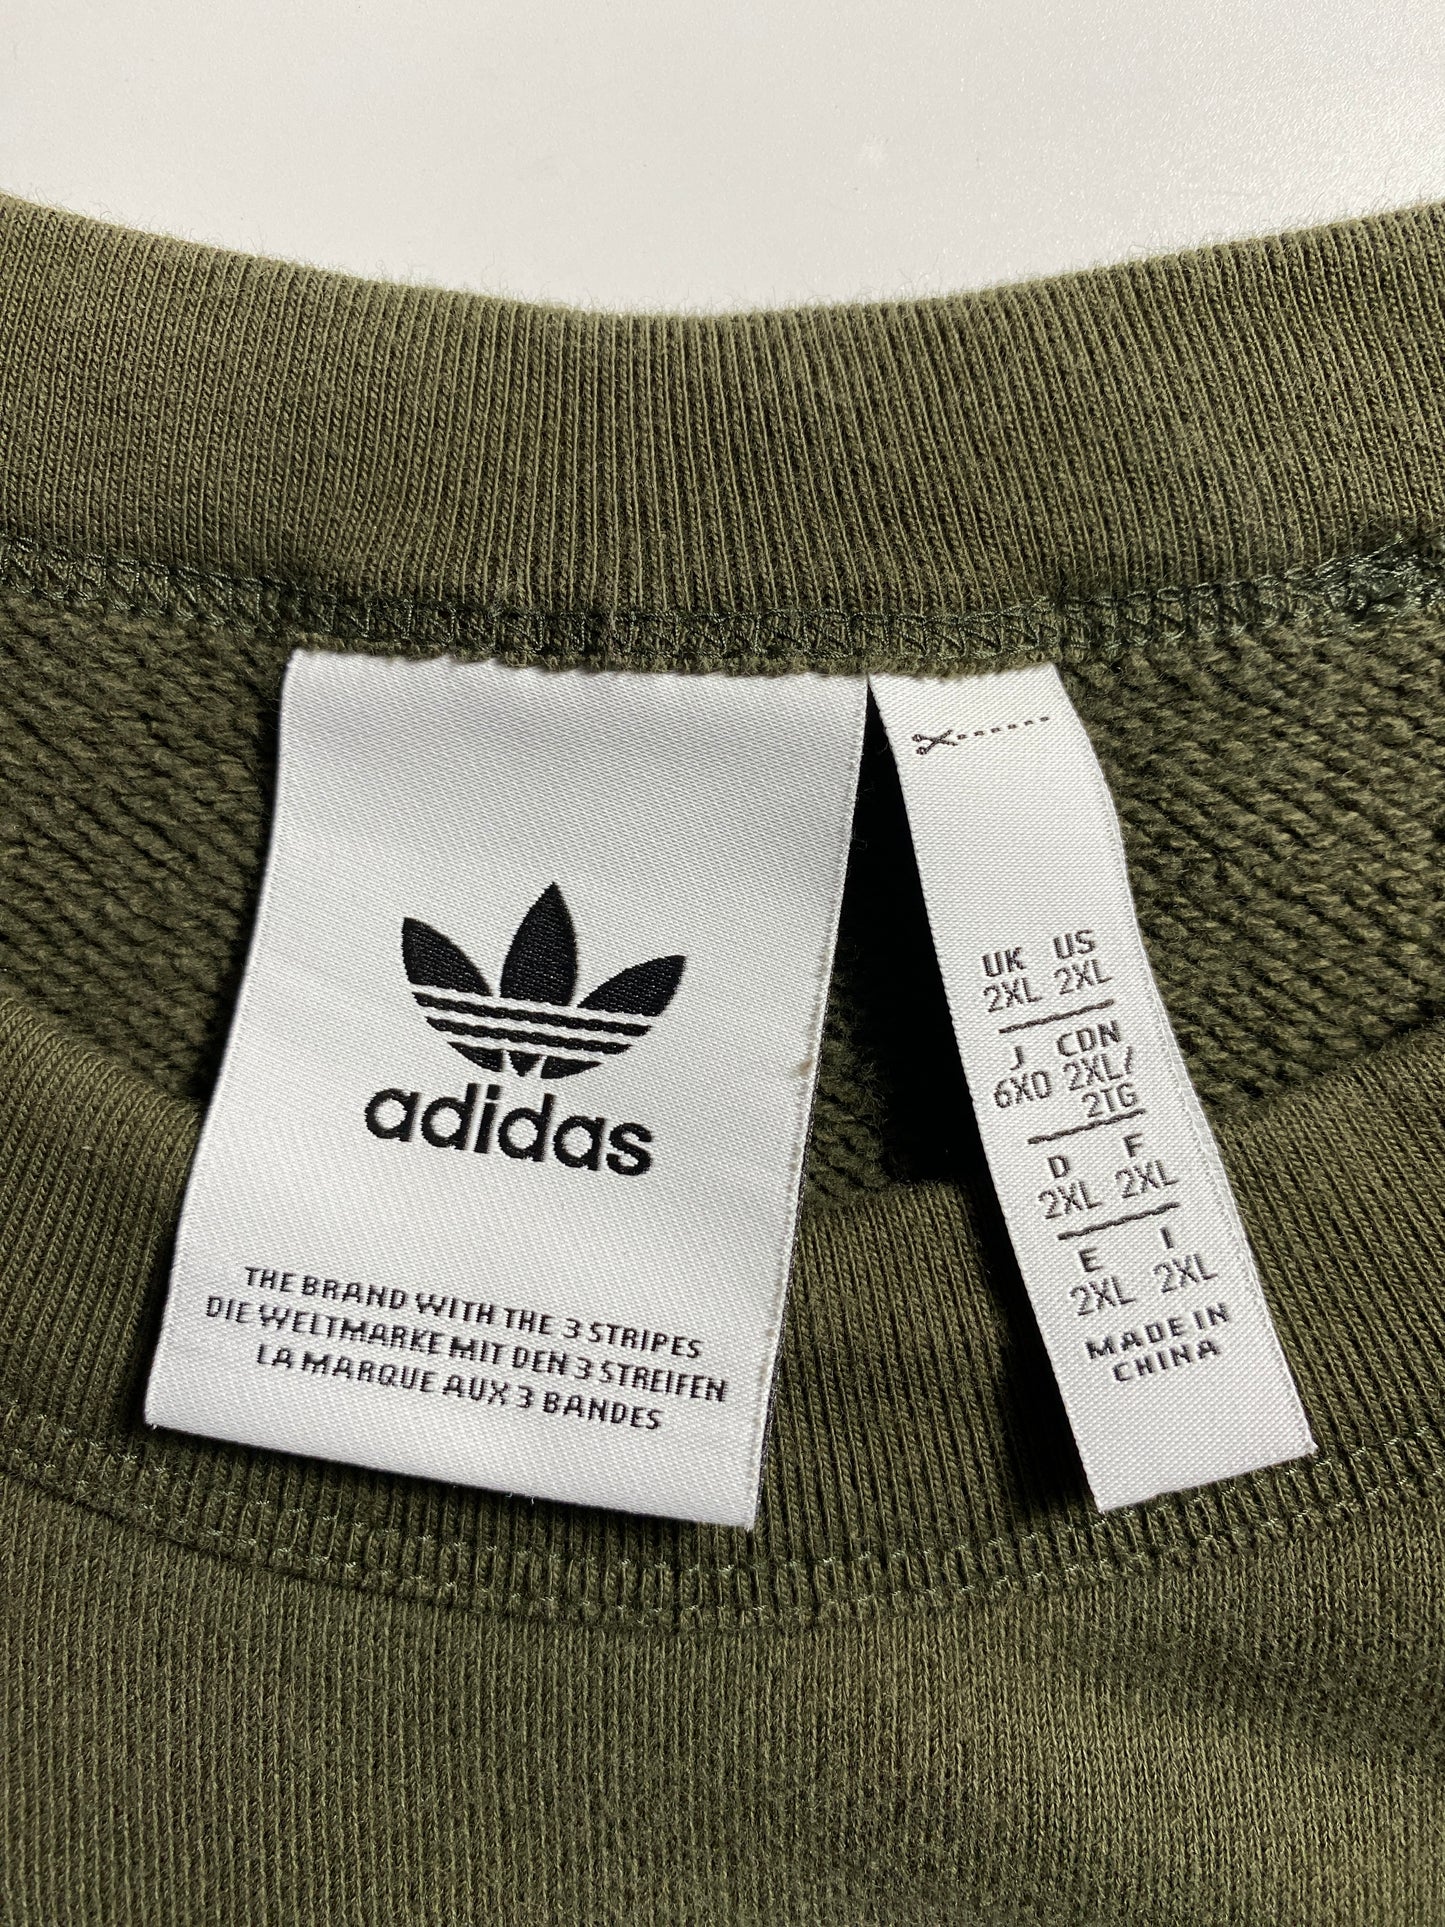 adidas
THE BRAND WITH THE 3 STRIPES
DIE WELTMARKE MIT DEN 3 STREIFEN
LA MARQUE AUX 3 BANDES
UK US
2XL 2XL
J CDN
6XO 2XL/
2TG
D F
2XL 2XL
E I
2XL 2XL
MADE IN
CHINA